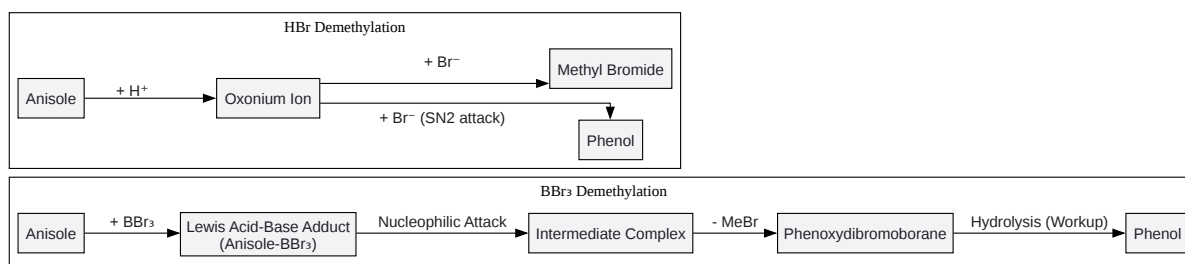 HBr Demethylation
Anisole
+ H⁺
Oxonium Ion
+ Br⁻
Methyl Bromide
+ Br⁻ (SN2 attack)
Phenol
BBr₃ Demethylation
Anisole
+ BBr₃
Lewis Acid-Base Adduct
(Anisole-BBr₃)
Nucleophilic Attack
Intermediate Complex
- MeBr
Phenoxydibromoborane
Hydrolysis (Workup)
Phenol